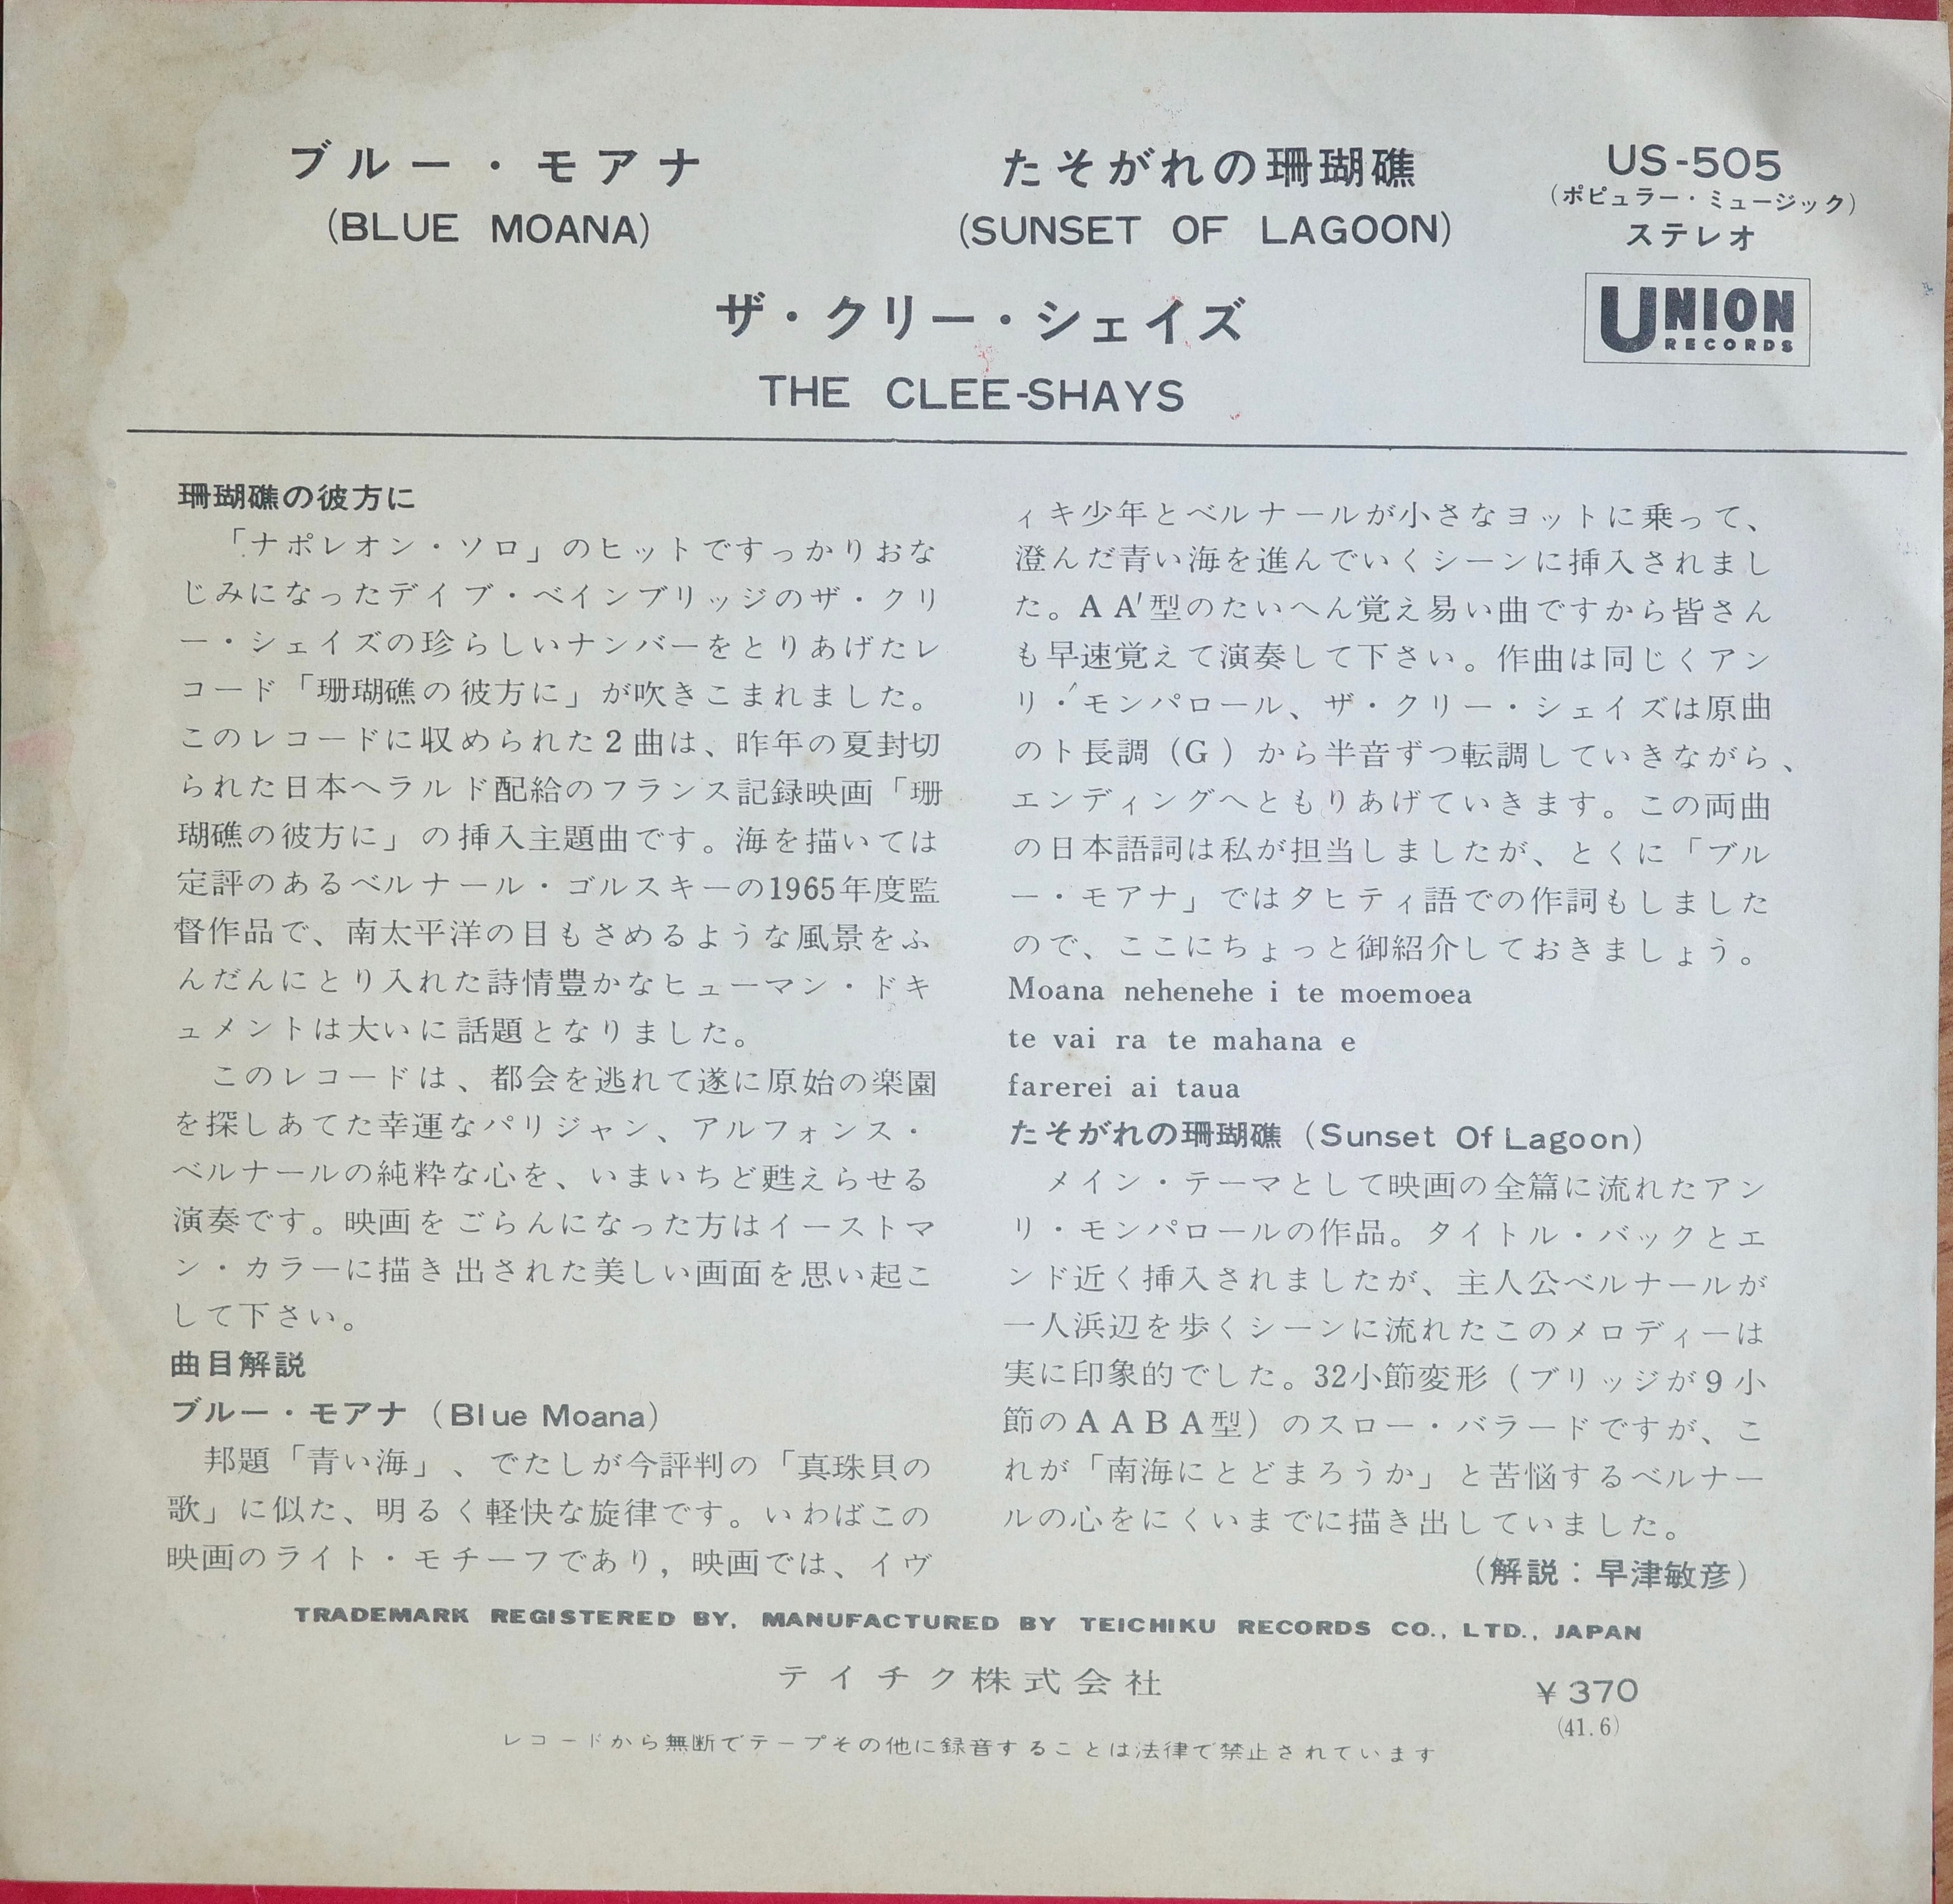 ブルー・モアナ
(BLUE MOANA)
たそがれの珊瑚礁
(SUNSET OF LAGOON)
US-505
(ポピュラー・ミュージック)
ステレオ
UNION
RECORDS
ザ・クリー・シェイズ
THE CLEE-SHAYS
珊瑚礁の彼方に
「ナポレオン・ソロ」のヒットですっかりおな
じみになったデイブ・ベインブリッジのザ・クリ
ー・シェイズの珍らしいナンバーをとりあげたレ
コード「珊瑚礁の彼方に」が吹きこまれました。
このレコードに収められた2曲は、昨年の夏封切
られた日本ヘラルド配給のフランス記録映画「珊
瑚礁の彼方に」の挿入主題曲です。海を描いては
定評のあるベルナール・ゴルスキーの1965年度監
督作品で、南太平洋の目もさめるような風景をふ
んだんにとり入れた詩情豊かなヒューマン・ドキ
ュメントは大いに話題となりました。
このレコードは、都会を逃れて遂に原始の楽園
を探しあてた幸運なパリジャン、アルフォンス・
ベルナールの純粋な心を、いまいちど甦えらせる
演奏です。映画をごらんになった方はイーストマ
ン・カラーに描き出された美しい画面を思い起こ
して下さい。
曲目解説
ブルー・モアナ（Blue Moana）
邦題「青い海」、でたしが今評判の「真珠貝の
歌」に似た、明るく軽快な旋律です。いわばこの
映画のライト・モチーフであり，映画では、イヴ
ィキ少年とベルナールが小さなヨットに乗って、
澄んだ青い海を進んでいくシーンに挿入されまし
た。AA'型のたいへん覚え易い曲ですから皆さん
も早速覚えて演奏して下さい。作曲は同じくアン
リ・モンパロール、ザ・クリー・シェイズは原曲
のト長調（G）から半音ずつ転調していきながら、
エンディングへともりあげていきます。この両曲
の日本語詞は私が担当しましたが、とくに「ブル
ー・モアナ」ではタヒティ語での作詞もしました
ので、ここにちょっと御紹介しておきましょう。
Moana nehenehe i te moemoea
te vai ra te mahana e
farerei ai taua
たそがれの珊瑚礁（Sunset Of Lagoon）
メイン・テーマとして映画の全篇に流れたアン
リ・モンパロールの作品。タイトル・バックとエ
ンド近く挿入されましたが、主人公ベルナールが
一人浜辺を歩くシーンに流れたこのメロディーは
実に印象的でした。32小節変形（ブリッジが9小
節のAABA型）のスロー・バラードですが、こ
れが「南海にとどまろうか」と苦悩するベルナー
ルの心をにくいまでに描き出していました。
（解説：早津敏彦）
TRADEMARK REGISTERED BY, MANUFACTURED BY TEICHIKU RECORDS CO., LTD., JAPAN
テイチク株式会社
¥370
(41.6)
レコードから無断でテープその他に録音することは法律で禁止されています